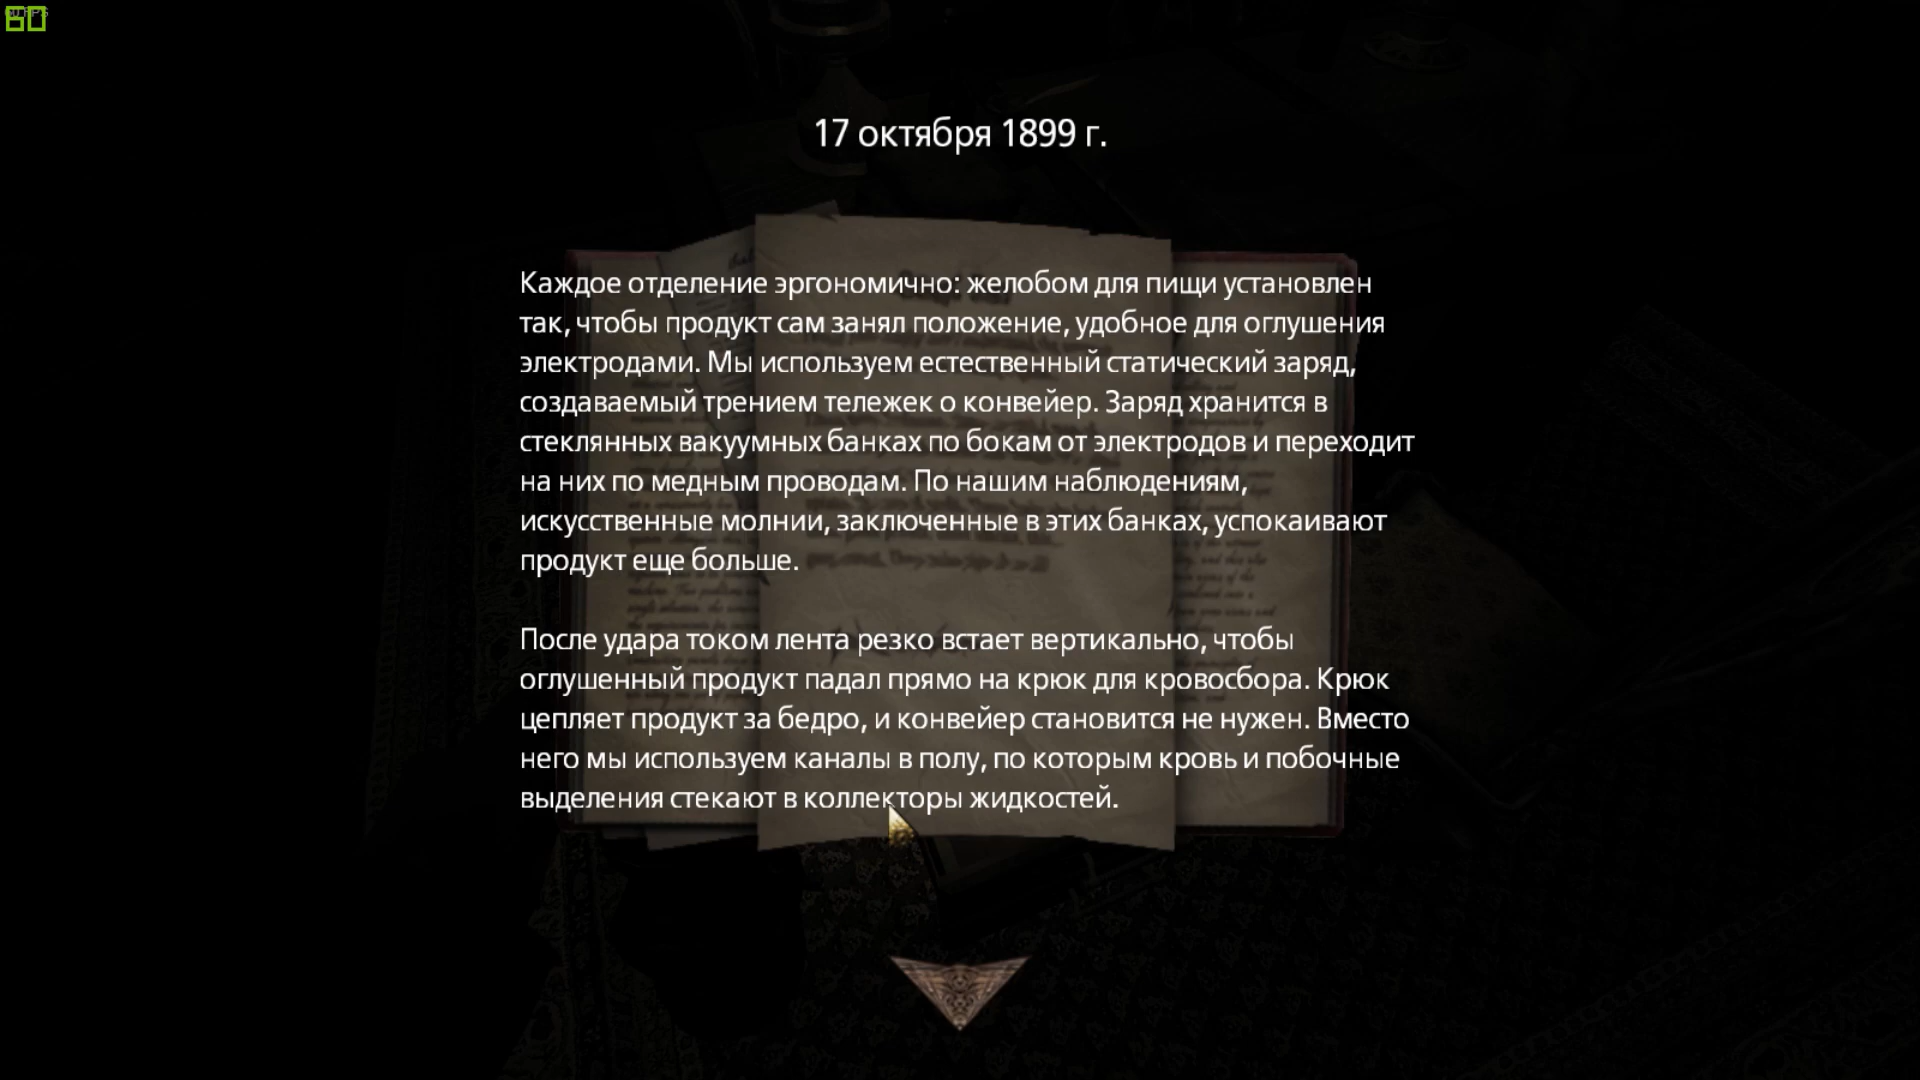 60
17 октября 1899 г.
Каждое отделение эргономично: желобом для пищи установлен
так, чтобы продукт сам занял положение, удобное для оглушения
электродами. Мы используем естественный статический заряд,
создаваемый трением тележек о конвейер. Заряд хранится в
стеклянных вакуумных банках по бокам от электродов и переходит
на них по медным проводам. По нашим наблюдениям,
искусственные молнии, заключенные в этих банках, успокаивают
продукт еще больше.
После удара током лента резко встает вертикально, чтобы
оглушенный продукт падал прямо на крюк для кровосбора. Крюк
цепляет продукт за бедро, и конвейер становится не нужен. Вместо
него мы используем каналы в полу, по которым кровь и побочные
выделения стекают в коллекторы жидкостей.